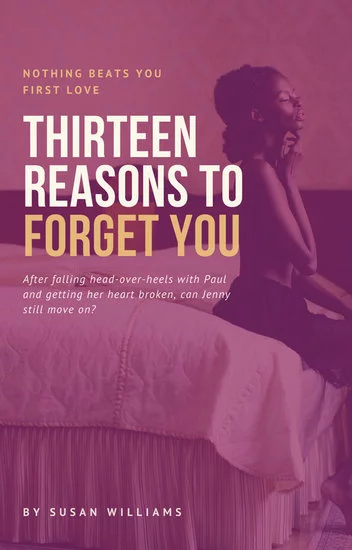 NOTHING BEATS YOU
FIRST LOVE
THIRTEEN
REASONS TO
FORGET YOU
After falling head-over-heels with Paul
and getting her heart broken, can Jenny
still move on?
BY SUSAN WILLIAMS